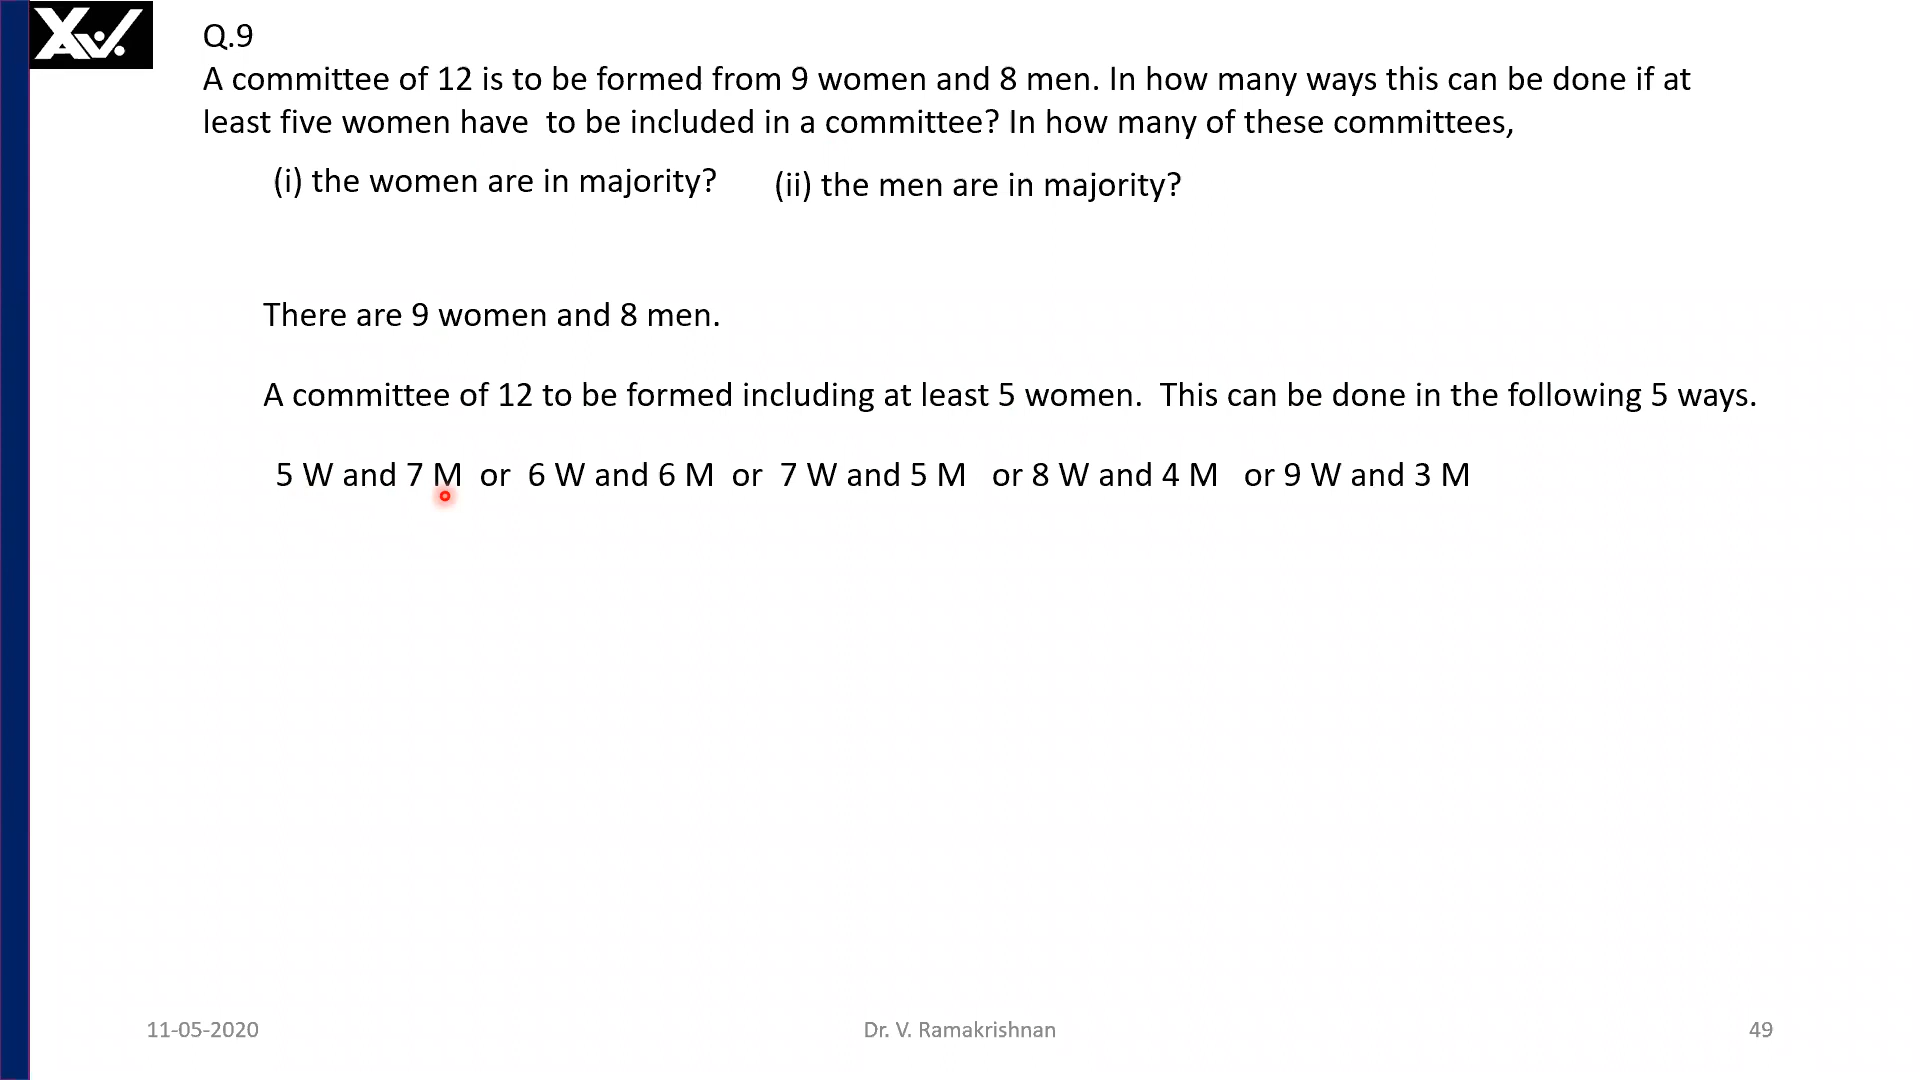 XAV.
Q.9
A committee of 12 is to be formed from 9 women and 8 men. In how many ways this can be done if at
least five women have to be included in a committee? In how many of these committees,
(i) the women are in majority? (ii) the men are in majority?
There are 9 women and 8 men.
A committee of 12 to be formed including at least 5 women. This can be done in the following 5 ways.
5 W and 7 M or 6 W and 6 M or 7 W and 5 M or 8 W and 4 M or 9 W and 3 M
11-05-2020 Dr. V. Ramakrishnan 49